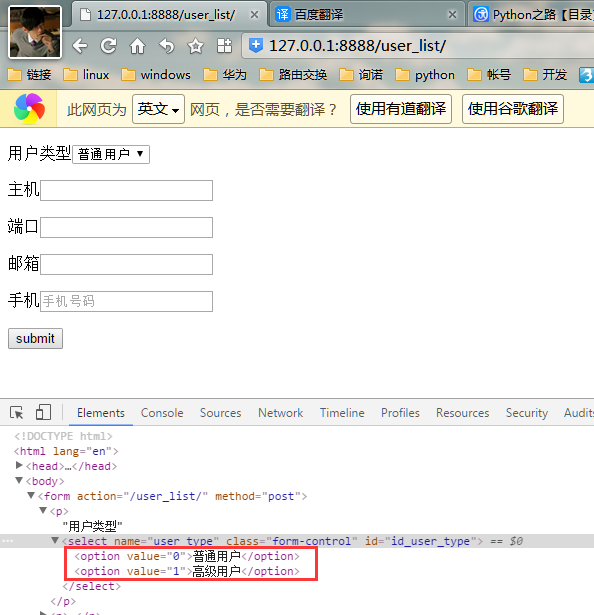 127.0.0.1:8888/user_list/
百度翻译
Python之路【目录
127.0.0.1:8888/user_list/
链接 linux windows 华为 路由交换 询诺 python 帐号 开发
此网页为 英文 网页，是否需要翻译？ 使用有道翻译 使用谷歌翻译
用户类型 普通用户
主机
端口
邮箱
手机 手机号码
submit
Elements Console Sources Network Timeline Profiles Resources Security Audits
<!DOCTYPE html>
<html lang="en">
<head>…</head>
<body>
<form action="/user_list/" method="post">
<p>
"用户类型"
<select name="user_type" class="form-control" id="id_user_type"> == $0
<option value="0">普通用户</option>
<option value="1">高级用户</option>
</select>
</p>